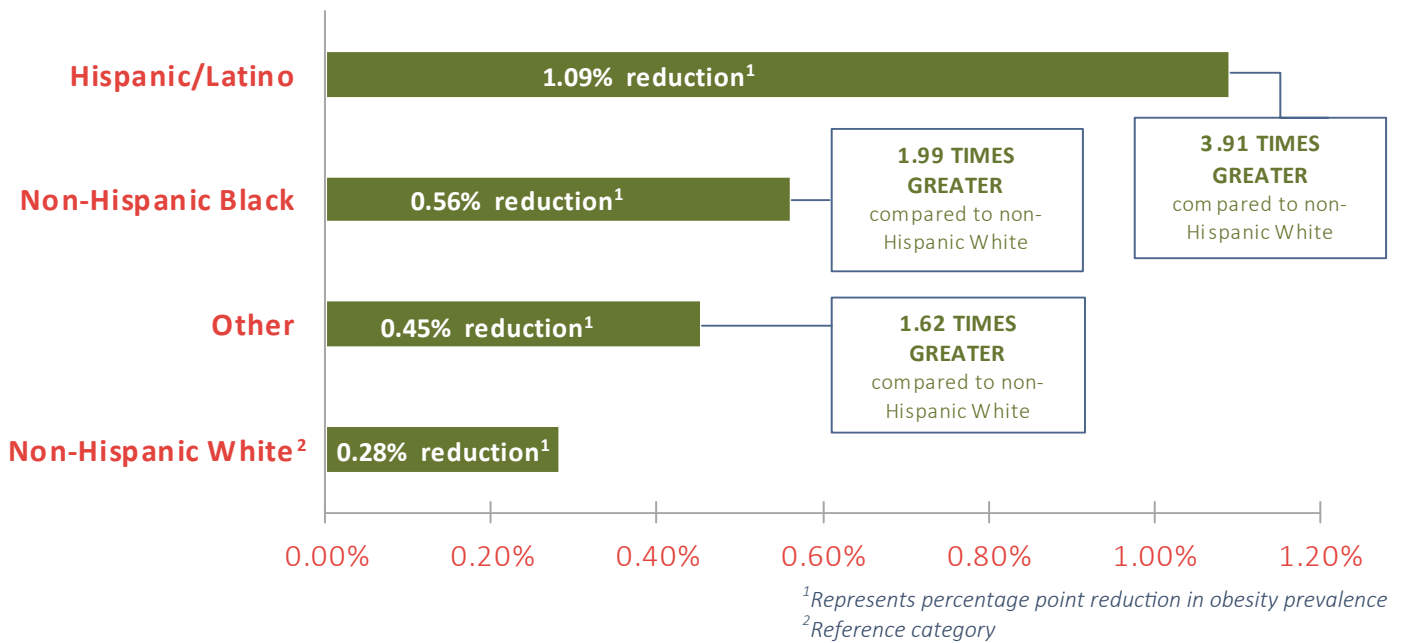 Hispanic/Latino
1.09% reduction¹
3.91 TIMES
GREATER
compared to non-
Hispanic White
Non-Hispanic Black
0.56% reduction¹
1.99 TIMES
GREATER
compared to non-
Hispanic White
Other
0.45% reduction¹
1.62 TIMES
GREATER
compared to non-
Hispanic White
Non-Hispanic White²
0.28% reduction¹
0.00% 0.20% 0.40% 0.60% 0.80% 1.00% 1.20%
¹Represents percentage point reduction in obesity prevalence
²Reference category